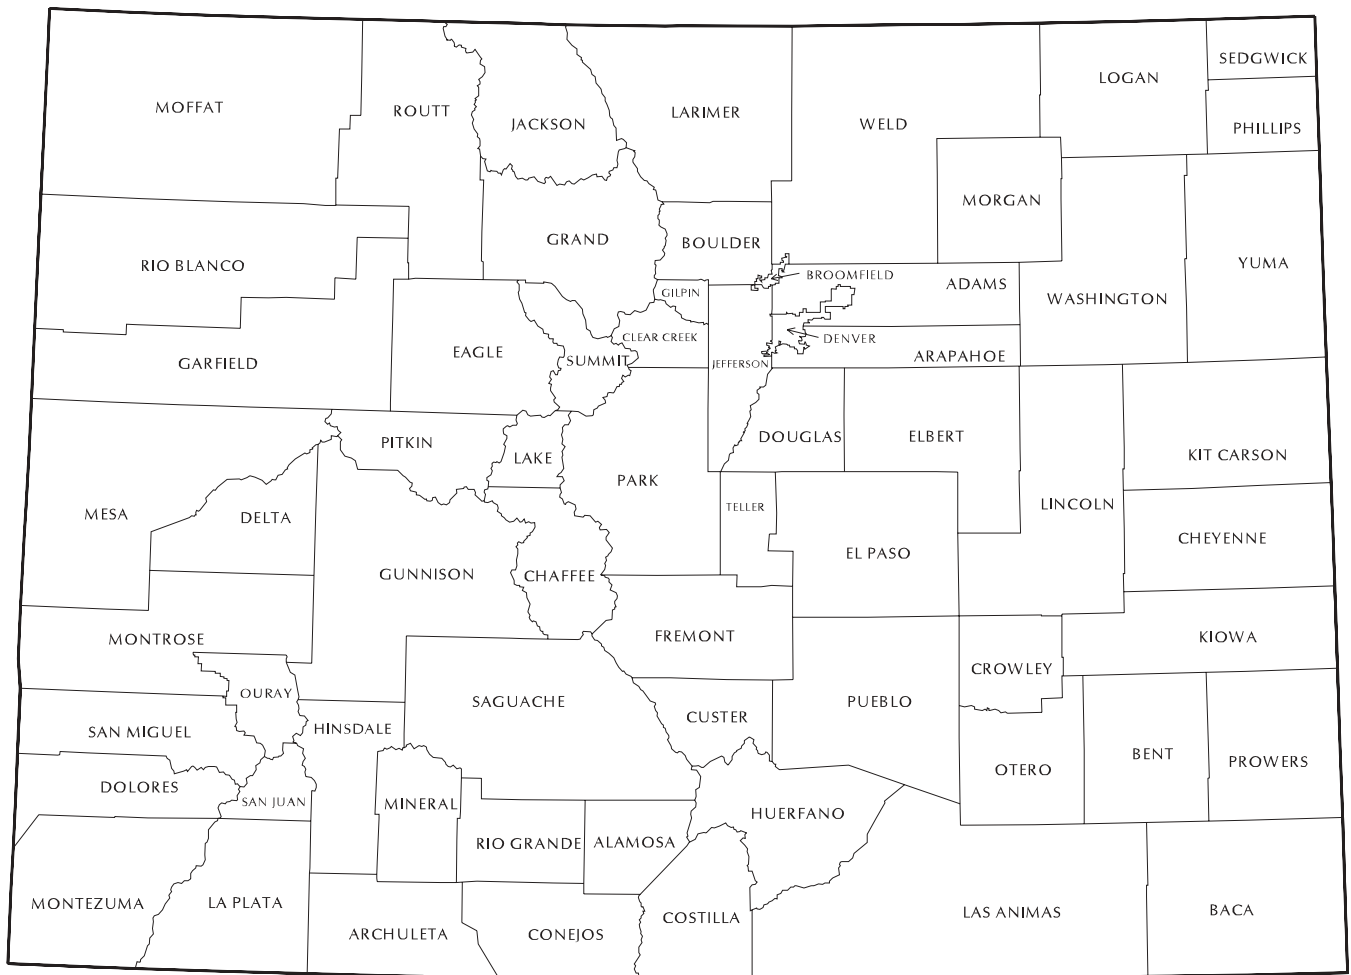 MOFFAT
ROUTT
JACKSON
LARIMER
WELD
LOGAN
SEDGWICK
PHILLIPS
MORGAN
RIO BLANCO
GRAND
BOULDER
BROOMFIELD
ADAMS
WASHINGTON
YUMA
GILPIN
CLEAR CREEK
DENVER
GARFIELD
EAGLE
SUMMIT
JEFFERSON
ARAPAHOE
PITKIN
LAKE
PARK
DOUGLAS
ELBERT
KIT CARSON
MESA
DELTA
TELLER
LINCOLN
GUNNISON
CHAFFEE
EL PASO
CHEYENNE
MONTROSE
FREMONT
KIOWA
OURAY
CROWLEY
SAN MIGUEL
HINSDALE
SAGUACHE
CUSTER
PUEBLO
DOLORES
SAN JUAN
MINERAL
OTERO
BENT
PROWERS
RIO GRANDE
ALAMOSA
HUERFANO
MONTEZUMA
LA PLATA
ARCHULETA
CONEJOS
COSTILLA
LAS ANIMAS
BACA